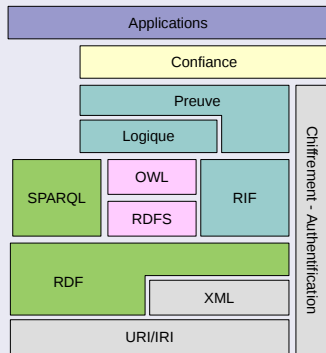 Applications
Confiance
Preuve
Logique
Chiffrement - Authentification
SPARQL
OWL
RIF
RDFS
RDF
XML
URI/IRI